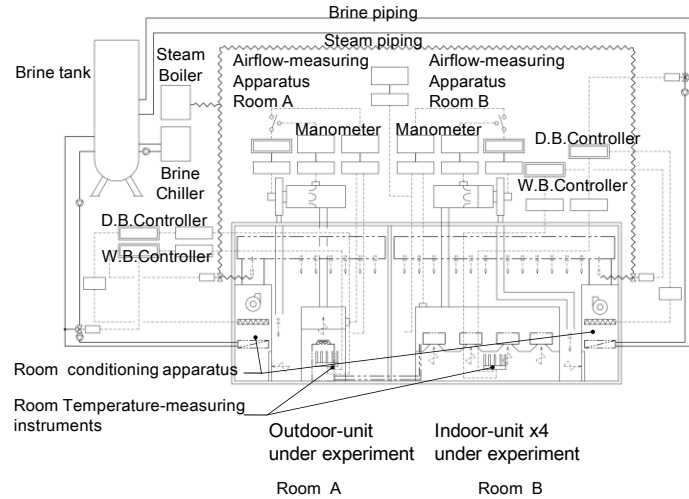 Brine piping
Steam piping
Brine tank
Steam
Boiler
Airflow-measuring
Apparatus
Room A
Airflow-measuring
Apparatus
Room B
Manometer
Manometer
D.B.Controller
W.B.Controller
Brine
Chiller
D.B.Controller
W.B.Controller
Room conditioning apparatus
Room Temperature-measuring
instruments
Outdoor-unit
under experiment
Indoor-unit x4
under experiment
Room A
Room B